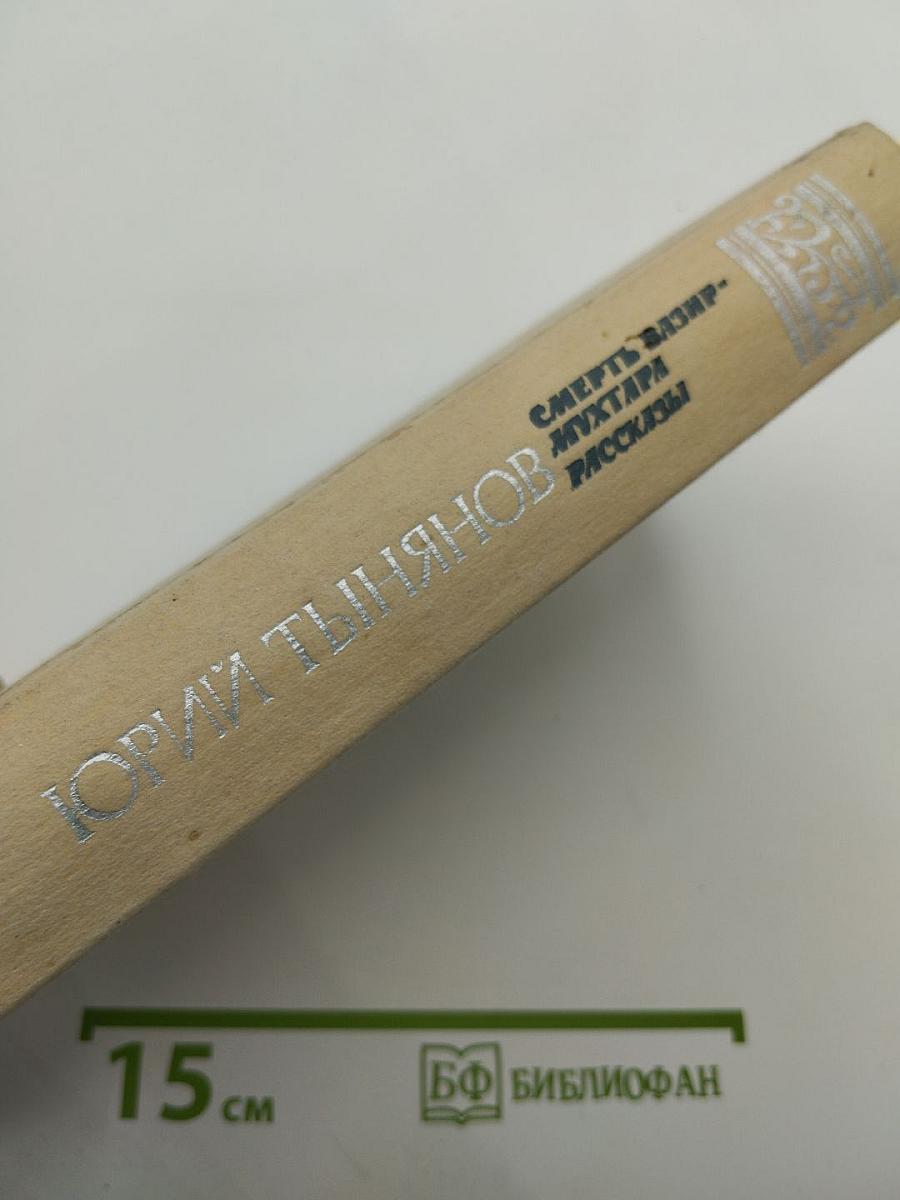 ЮРИЙ ТЫНЯНОВ
СМЕРТЬ ВАЗИР-
МУХТАРА
РАССКАЗЫ
15 см
БФ БИБЛИОФАН